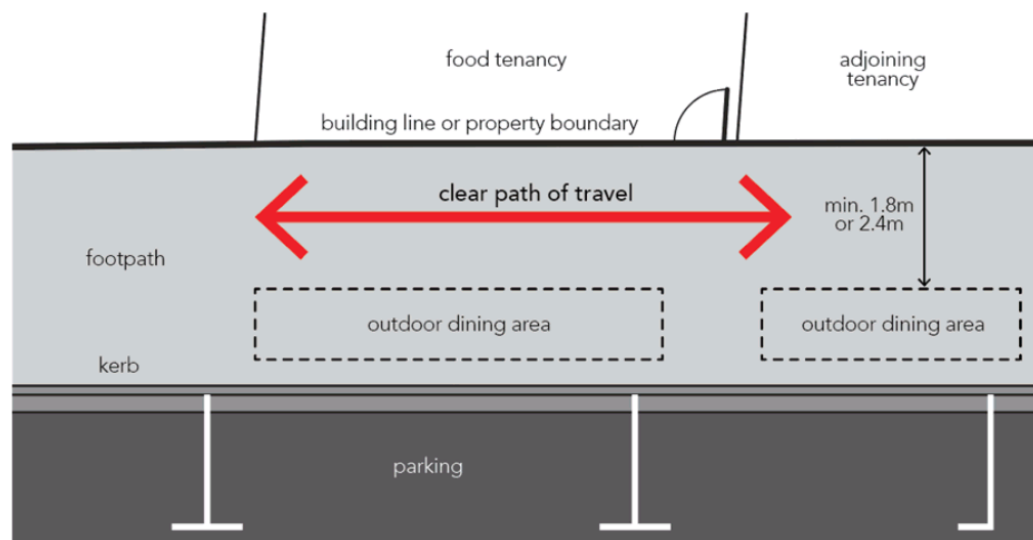 food tenancy
adjoining
tenancy
building line or property boundary
clear path of travel
min. 1.8m
or 2.4m
footpath
outdoor dining area
outdoor dining area
kerb
parking